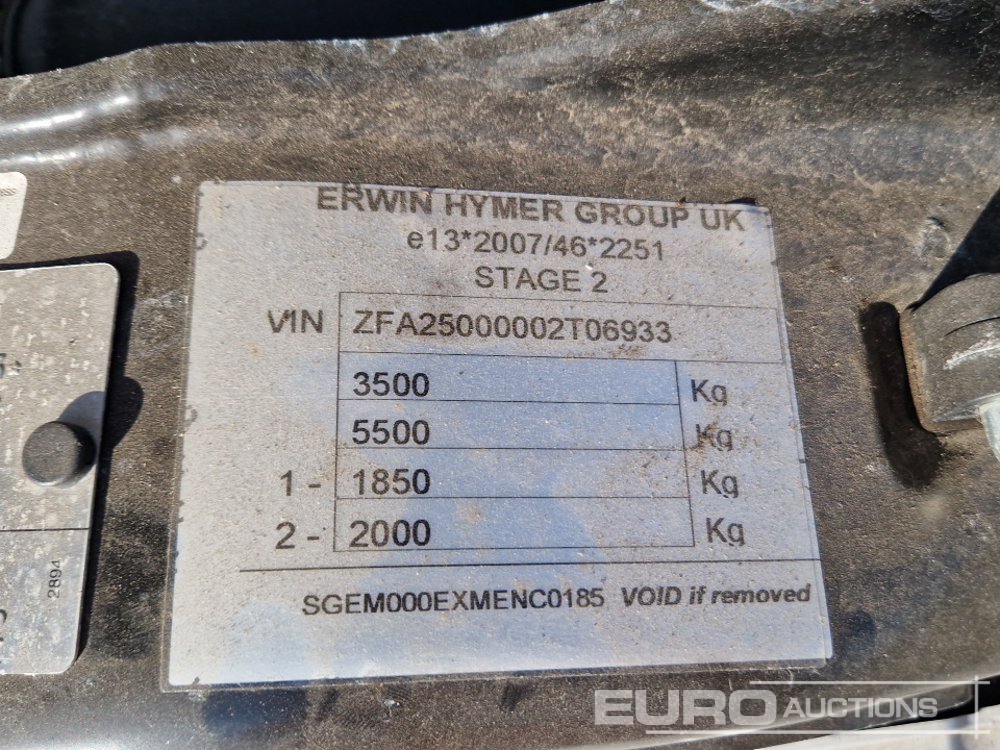 ERWIN HYMER GROUP UK
e13*2007/46*2251
STAGE 2
VIN ZFA25000002T06933
3500 Kg
5500 Kg
1 - 1850 Kg
2 - 2000 Kg
SGEM000EXMENC0185 VOID if removed
2894
EURO AUCTIONS